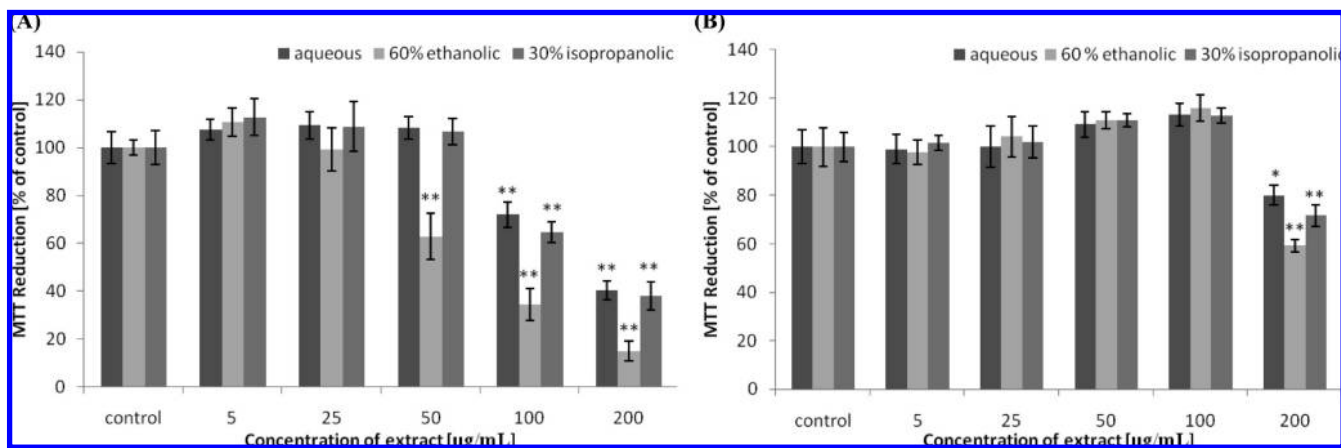 (A)
aqueous 60% ethanolic 30% isopropanolic
MTT Reduction [% of control]
140
120
100
80
60
40
20
0
**
**
**
**
**
**
**
control 5 25 50 100 200
Concentration of extract [µg/mL]
(B)
aqueous 60% ethanolic 30% isopropanolic
MTT Reduction [% of control]
140
120
100
80
60
40
20
0
*
**
**
control 5 25 50 100 200
Concentration of extract [µg/mL]